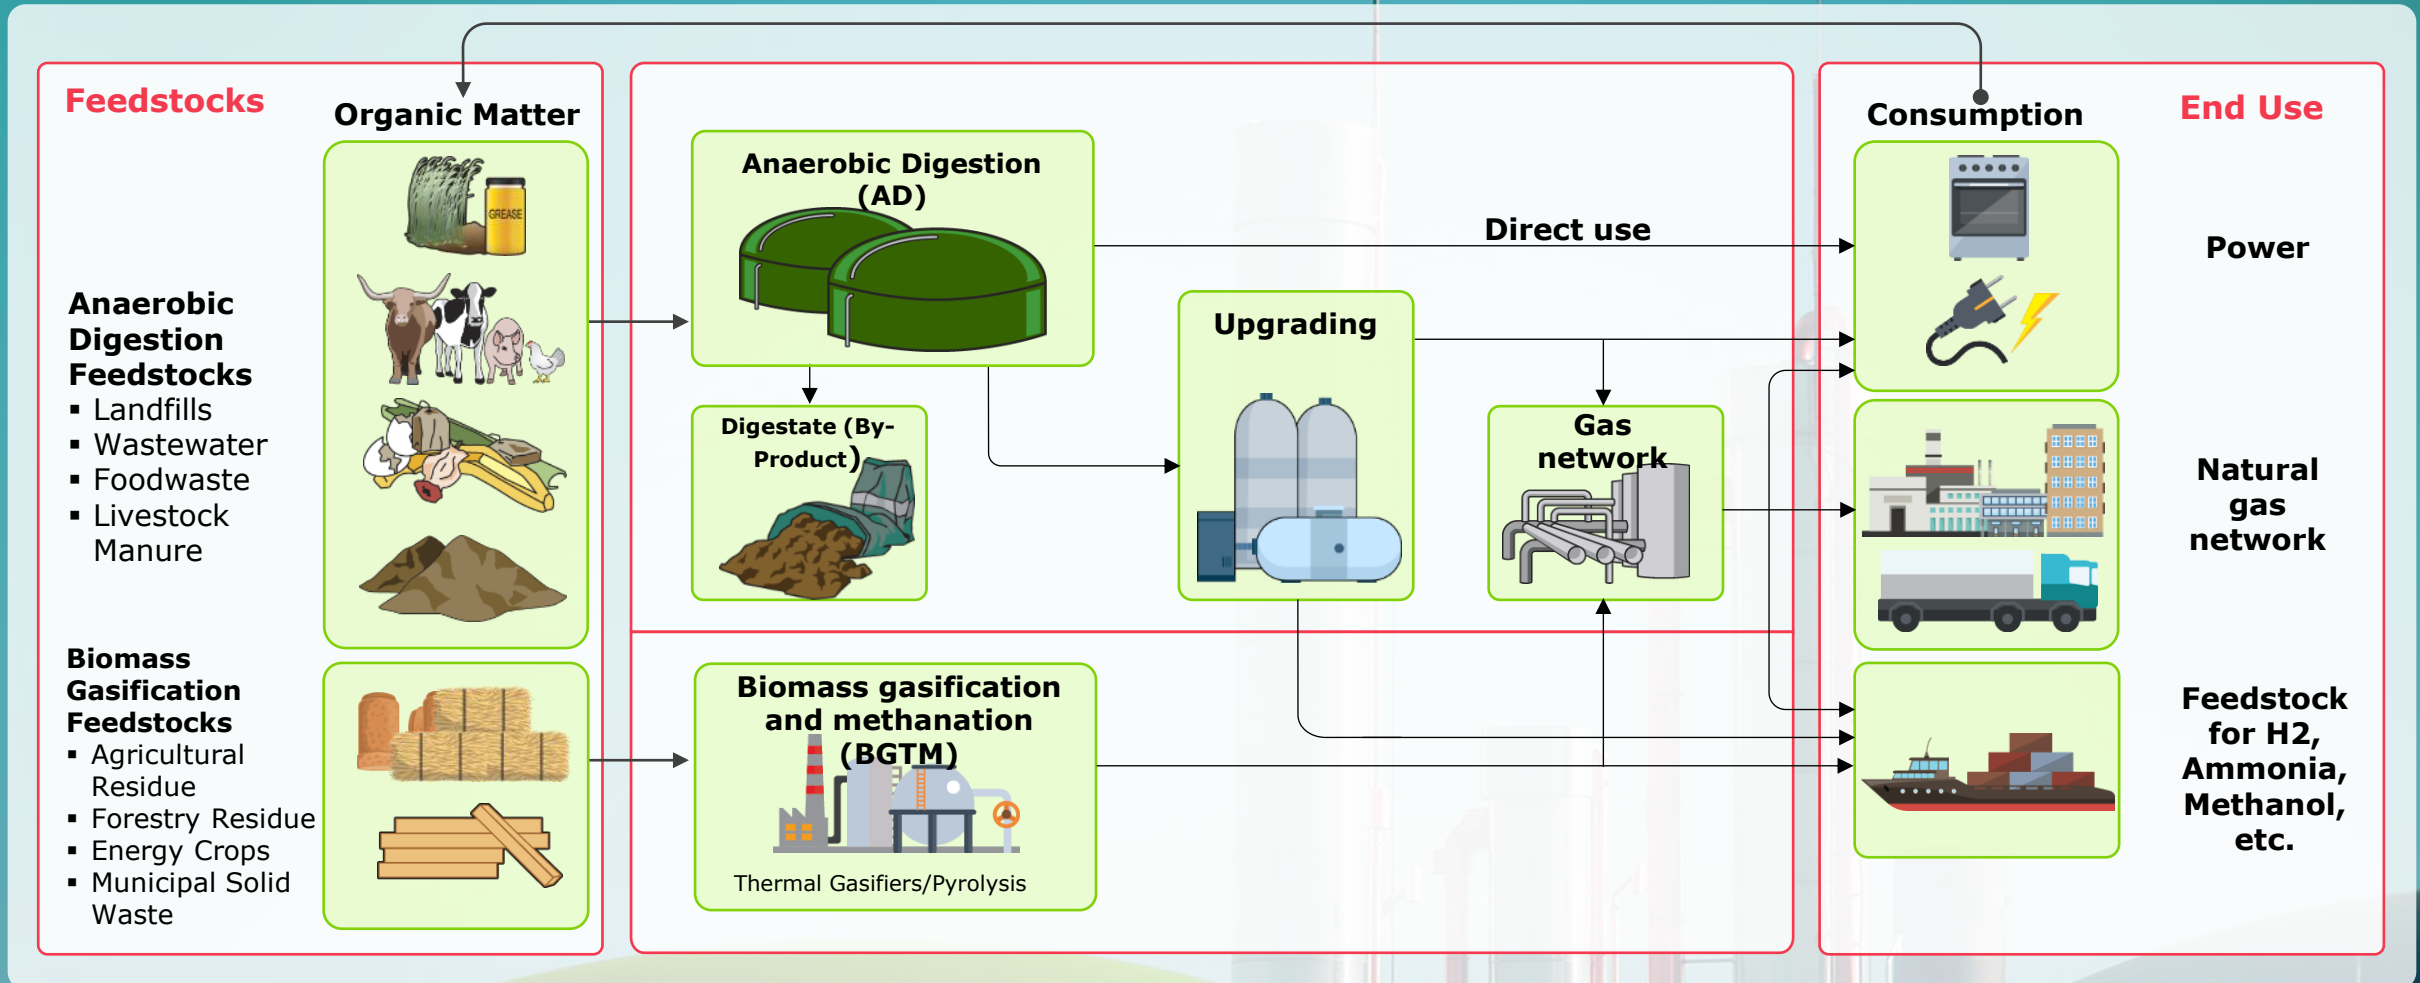 Feedstocks
Organic Matter
GREASE
Anaerobic
Digestion
Feedstocks
▪ Landfills
▪ Wastewater
▪ Foodwaste
▪ Livestock
Manure
Biomass
Gasification
Feedstocks
▪ Agricultural
Residue
▪ Forestry Residue
▪ Energy Crops
▪ Municipal Solid
Waste
Anaerobic Digestion
(AD)
Direct use
Upgrading
Digestate (By-
Product)
Gas
network
Biomass gasification
and methanation
(BGTM)
Thermal Gasifiers/Pyrolysis
Consumption
End Use
Power
Natural
gas
network
Feedstock
for H2,
Ammonia,
Methanol,
etc.